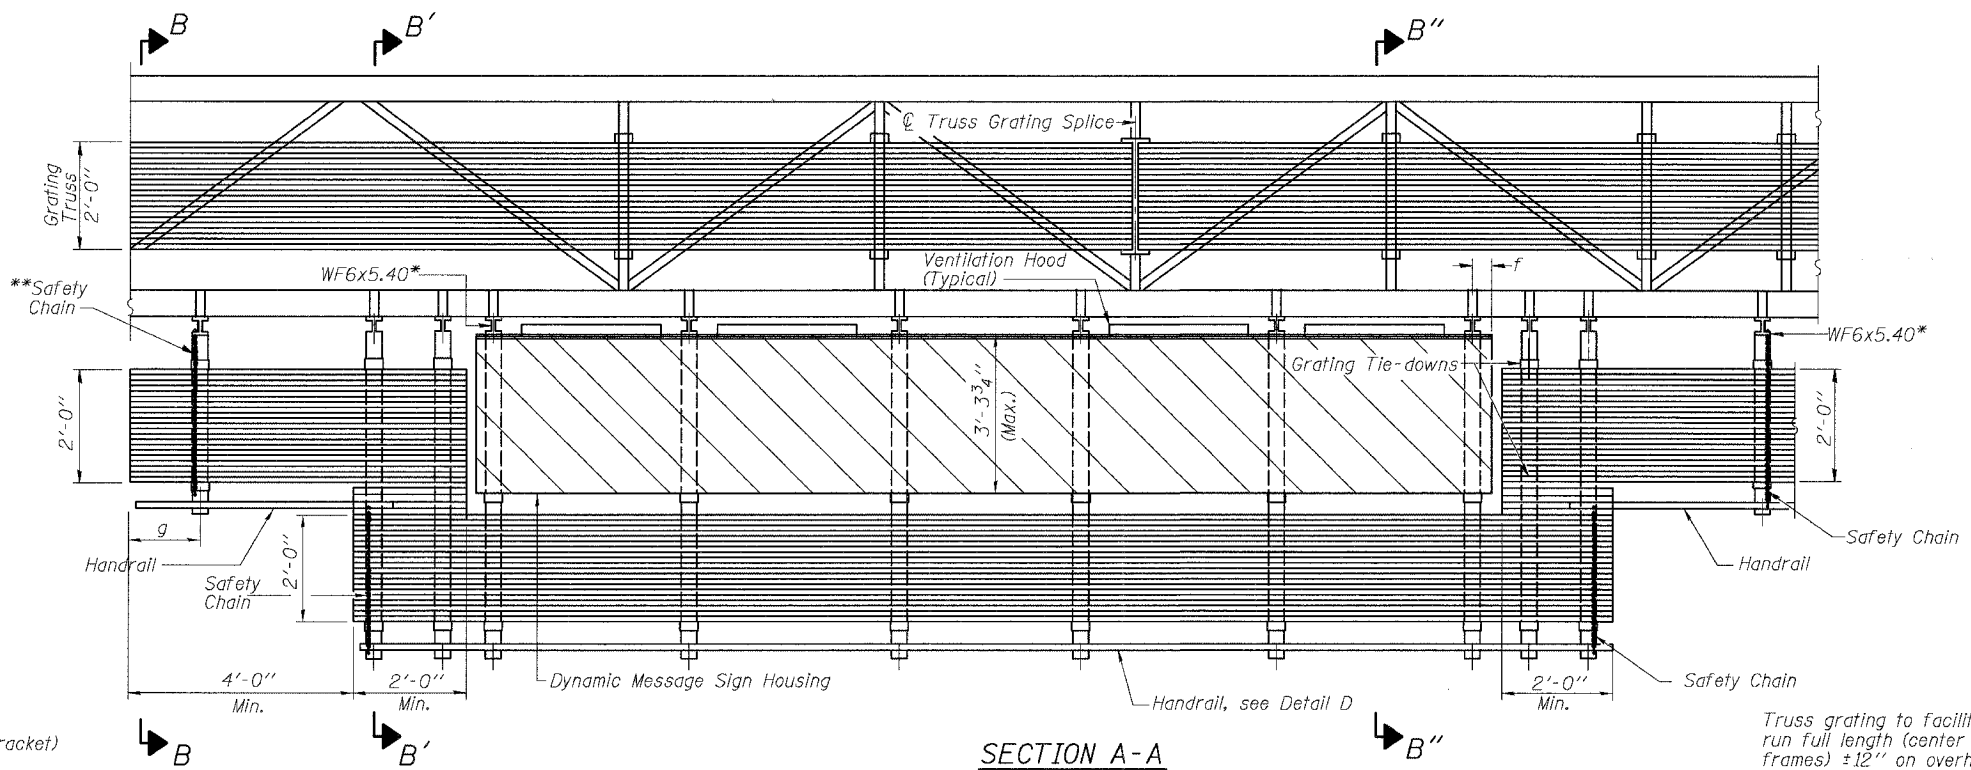 B
B'
B"
℄ Truss Grating Splice
Grating
Truss
2'-0"
**Safety
Chain
WF6x5.40*
Ventilation Hood
(Typical)
f
WF6x5.40*
Grating Tie-downs
2'-0"
3'-3 3/4"
(Max.)
2'-0"
g
Handrail
Safety
Chain
2'-0"
Safety Chain
Handrail
4'-0"
Min.
2'-0"
Min.
Dynamic Message Sign Housing
Handrail, see Detail D
2'-0"
Min.
Safety Chain
B
B'
B"
racket)
SECTION A-A
Truss grating to facili
run full length (center
frames) ±12" on overh